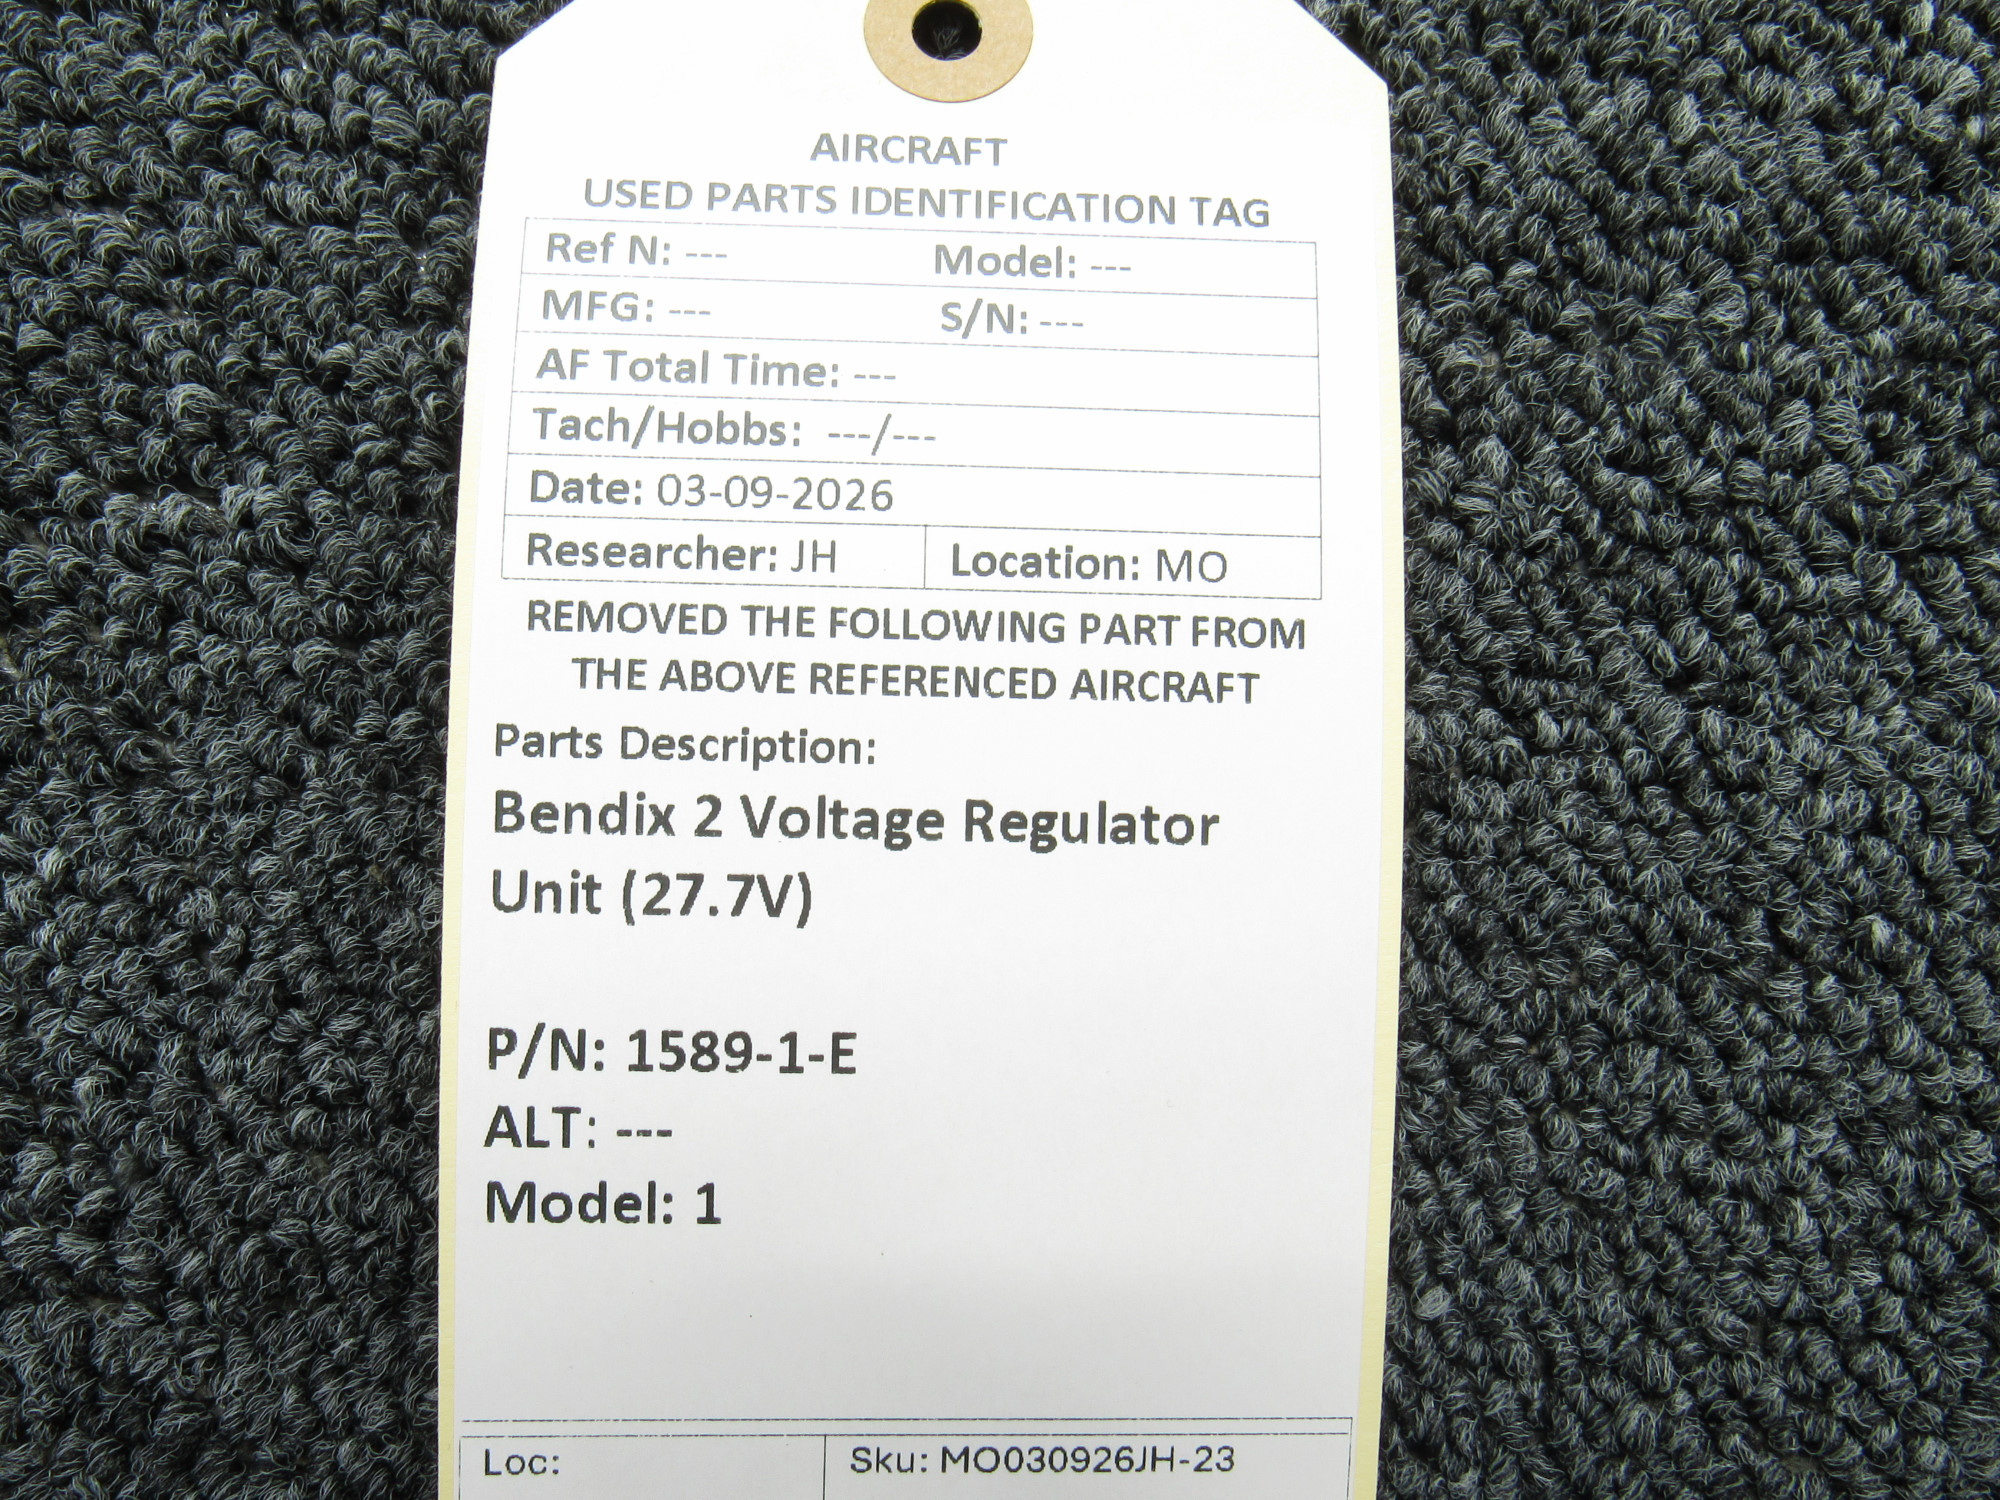 AIRCRAFT
USED PARTS IDENTIFICATION TAG
Ref N: --- Model: ---
MFG: --- S/N: ---
AF Total Time: ---
Tach/Hobbs: ---/---
Date: 03-09-2026
Researcher: JH Location: MO
REMOVED THE FOLLOWING PART FROM
THE ABOVE REFERENCED AIRCRAFT
Parts Description:
Bendix 2 Voltage Regulator
Unit (27.7V)
P/N: 1589-1-E
ALT: ---
Model: 1
Loc: Sku: MO030926JH-23